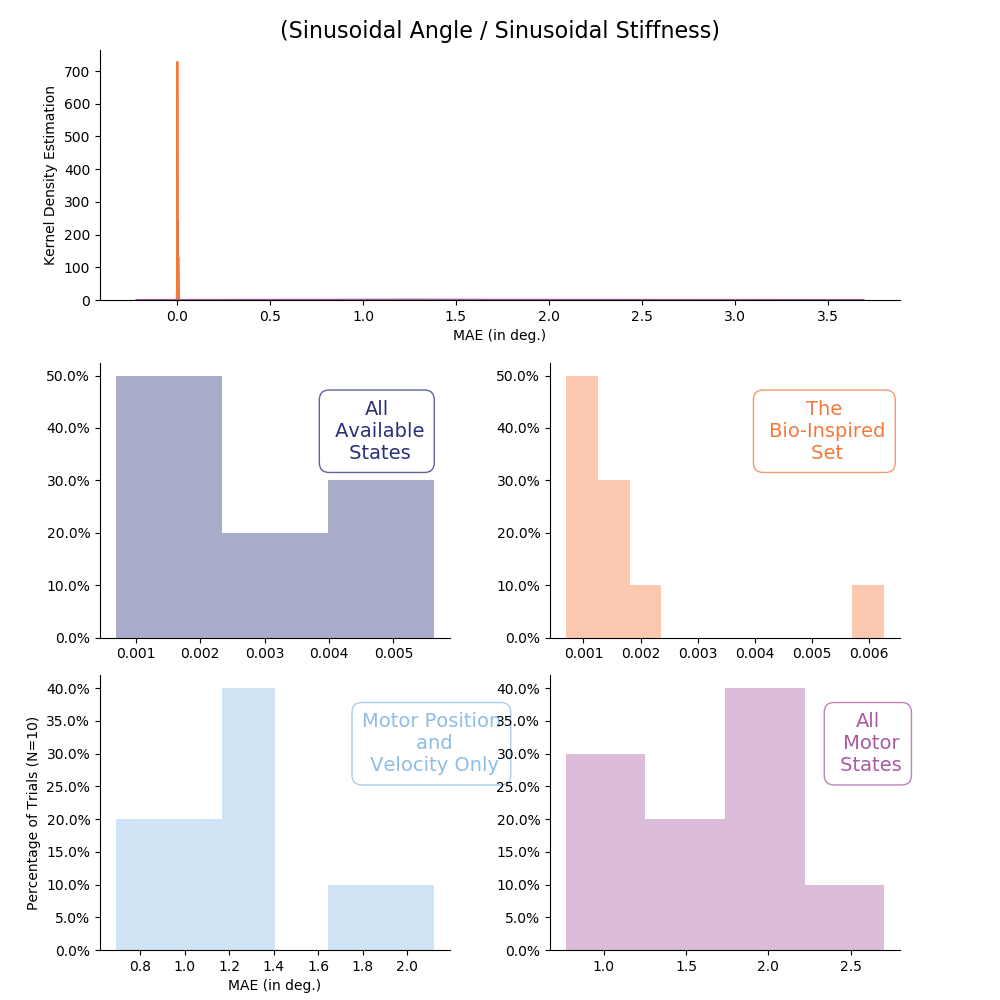 (Sinusoidal Angle / Sinusoidal Stiffness)
Kernel Density Estimation
700
600
500
400
300
200
100
0
0.0 0.5 1.0 1.5 2.0 2.5 3.0 3.5
MAE (in deg.)
50.0%
40.0%
30.0%
20.0%
10.0%
0.0%
All
Available
States
0.001 0.002 0.003 0.004 0.005
50.0%
40.0%
30.0%
20.0%
10.0%
0.0%
The
Bio-Inspired
Set
0.001 0.002 0.003 0.004 0.005 0.006
Percentage of Trials (N=10)
40.0%
35.0%
30.0%
25.0%
20.0%
15.0%
10.0%
5.0%
0.0%
Motor Position
and
Velocity Only
0.8 1.0 1.2 1.4 1.6 1.8 2.0
MAE (in deg.)
40.0%
35.0%
30.0%
25.0%
20.0%
15.0%
10.0%
5.0%
0.0%
All
Motor
States
1.0 1.5 2.0 2.5